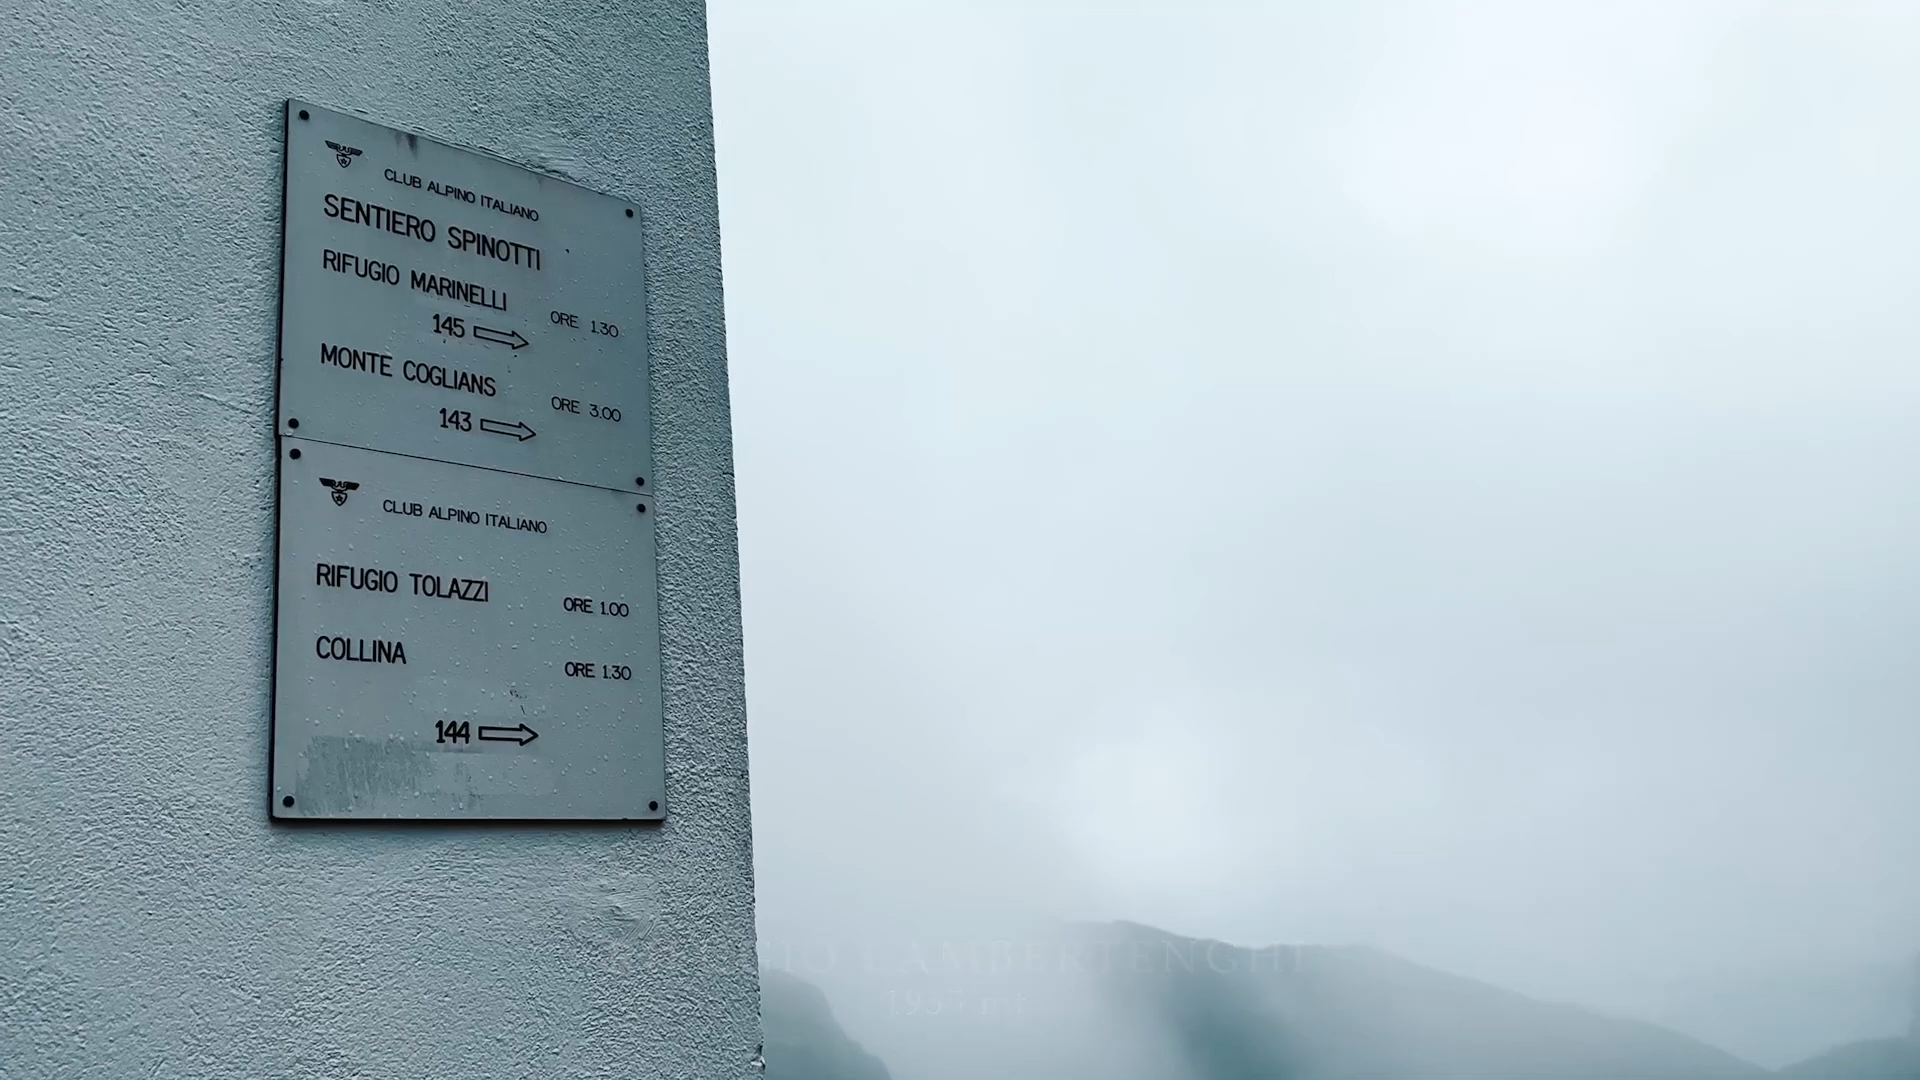 CLUB ALPINO ITALIANO
SENTIERO SPINOTTI
RIFUGIO MARINELLI
ORE 1.30
145
MONTE COGLIANS
ORE 3.00
143
CLUB ALPINO ITALIANO
RIFUGIO TOLAZZI
ORE 1.00
COLLINA
ORE 1.30
144
LAMBERTENGHI